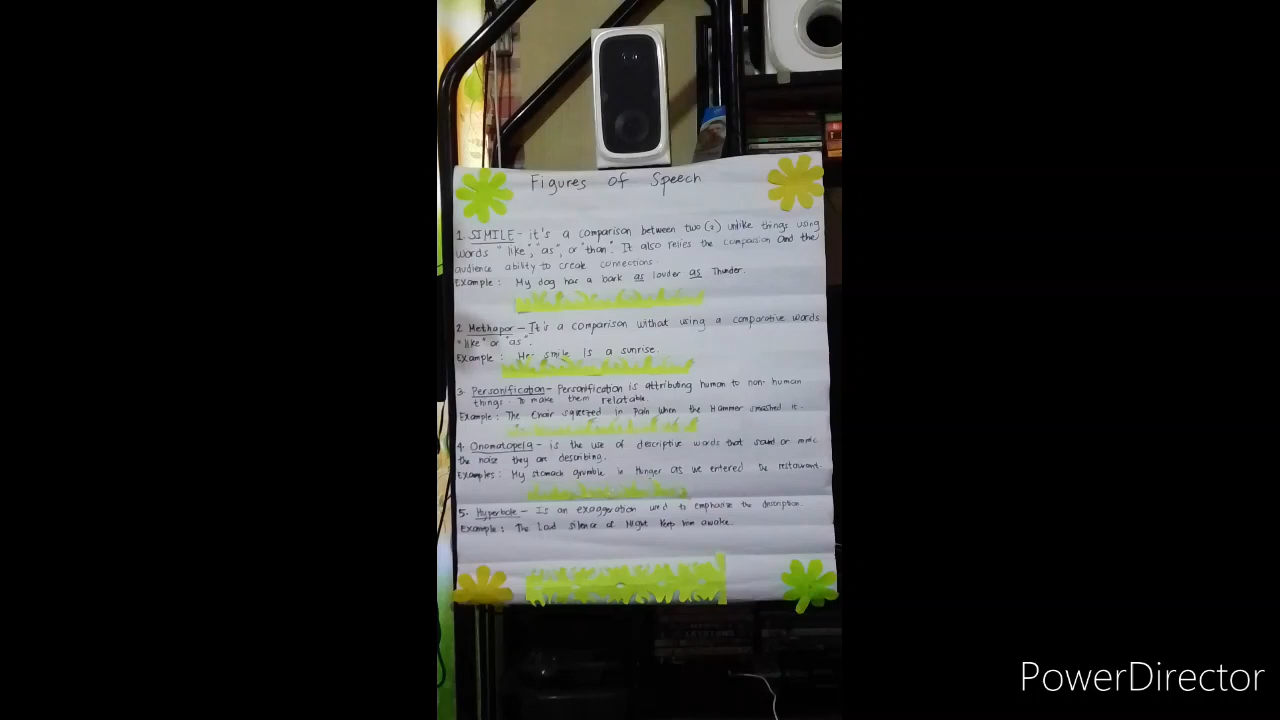 Figures of Speech
1. SIMILE - it's a comparison between two (2) unlike things using
words "like", "as", or "than". It also relies the comparsion and the
audience ability to create connections.
Example : My dog has a bark as louder as Thunder.
2. Methapor - It's a comparison without using a comparative words
"like" or "as".
Example : Her smile Is a sunrise.
3. Personification - Personification is attributing human to non-human
things. To make them relatable.
Example : The Chair squeezed in Pain when the Hammer smashed it.
4. Onomatopeia - is the use of descriptive words that sound or mimic
the noise they are describing.
Examples : My stomach grumble in Hunger as we entered the restaurant.
5. Hyperbole - Is an exaggeration used to emphasize the description.
Example : The Loud silence of Night keep him awake.
PowerDirector